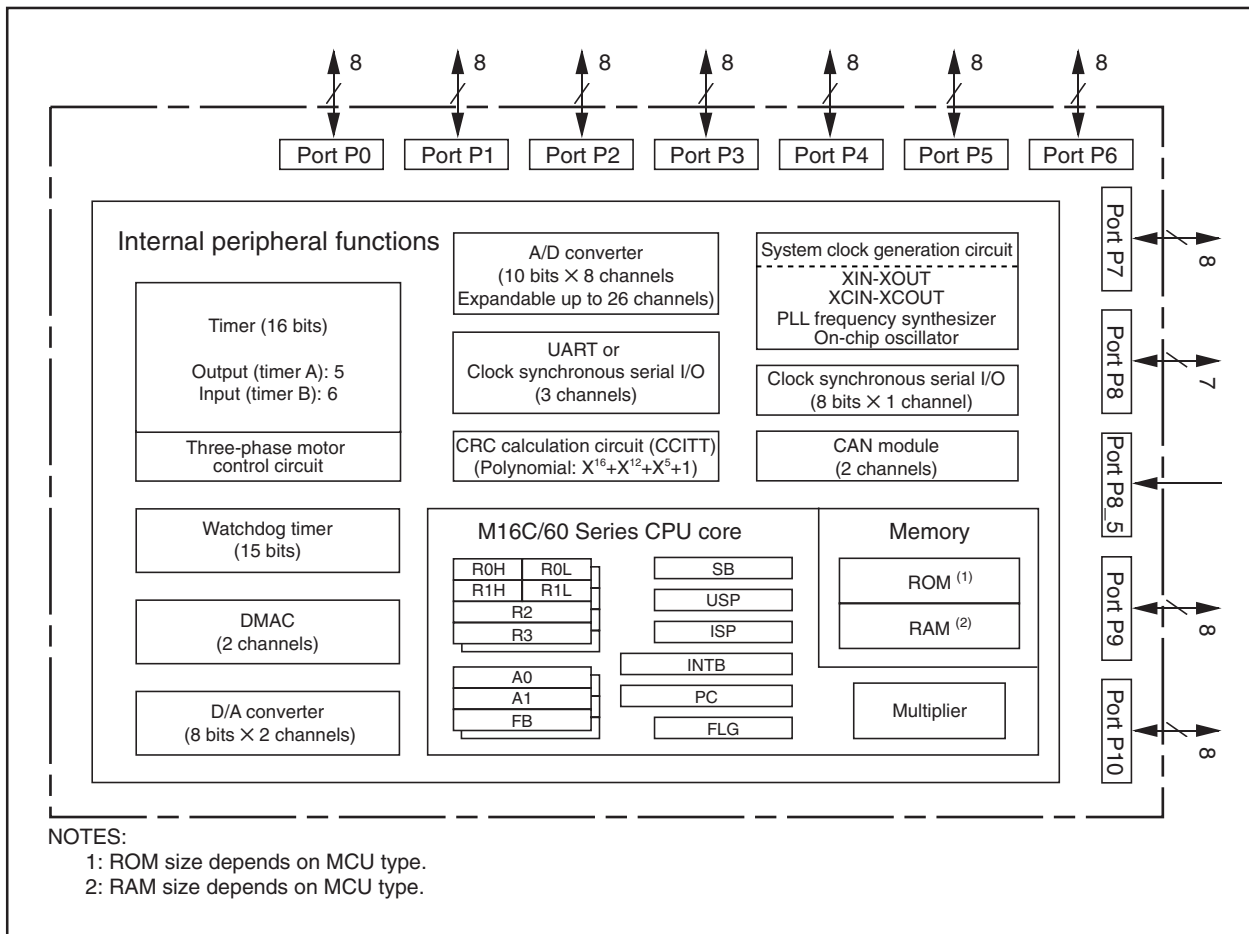 8 8 8 8 8 8 8
Port P0 Port P1 Port P2 Port P3 Port P4 Port P5 Port P6
Port P7
8
Port P8
7
Port P8_5
Port P9
8
Port P10
8
Internal peripheral functions
Timer (16 bits)
Output (timer A): 5
Input (timer B): 6
Three-phase motor
control circuit
Watchdog timer
(15 bits)
DMAC
(2 channels)
D/A converter
(8 bits × 2 channels)
A/D converter
(10 bits × 8 channels
Expandable up to 26 channels)
UART or
Clock synchronous serial I/O
(3 channels)
CRC calculation circuit (CCITT)
(Polynomial: X¹⁶+X¹²+X⁵+1)
System clock generation circuit
XIN-XOUT
XCIN-XCOUT
PLL frequency synthesizer
On-chip oscillator
Clock synchronous serial I/O
(8 bits × 1 channel)
CAN module
(2 channels)
M16C/60 Series CPU core
R0H R0L
R1H R1L
R2
R3
A0
A1
FB
SB
USP
ISP
INTB
PC
FLG
Memory
ROM (1)
RAM (2)
Multiplier
NOTES:
1: ROM size depends on MCU type.
2: RAM size depends on MCU type.